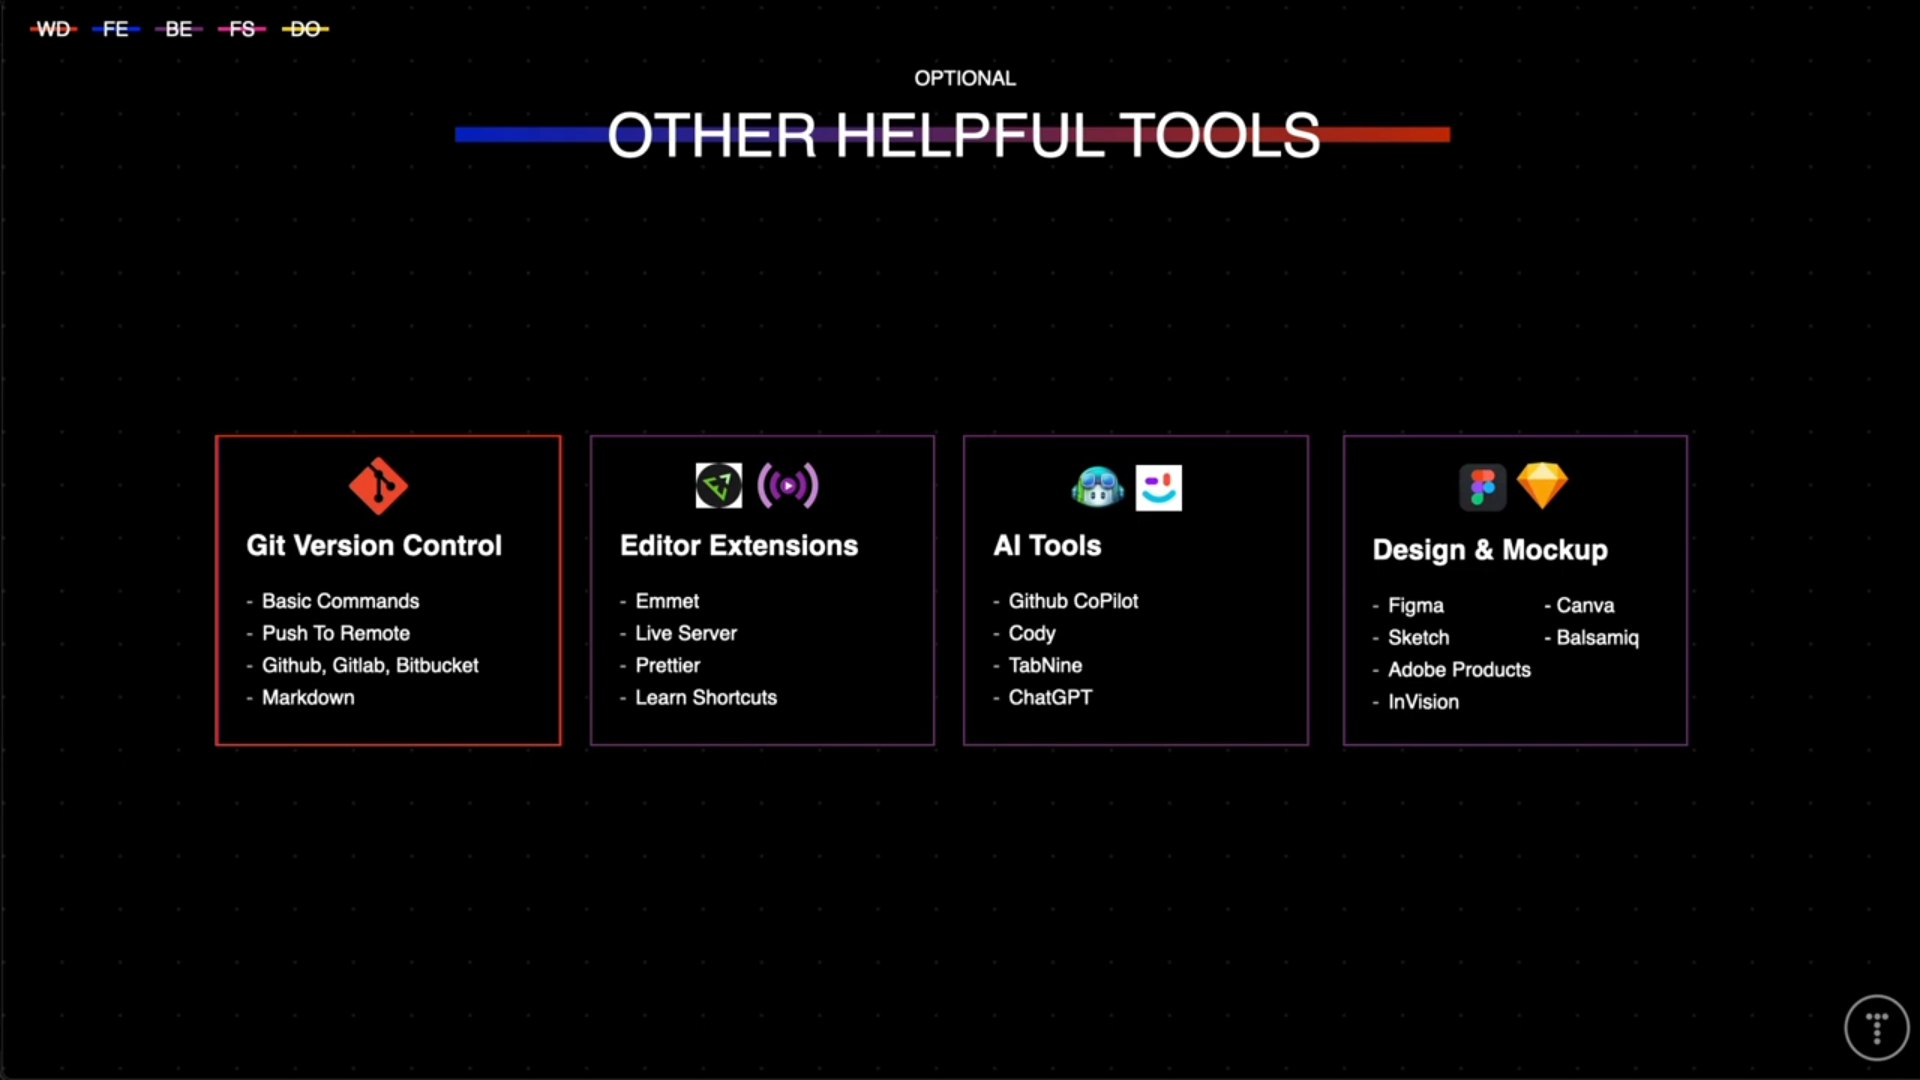 WD FE BE FS DO
OPTIONAL
OTHER HELPFUL TOOLS
Git Version Control
- Basic Commands
- Push To Remote
- Github, Gitlab, Bitbucket
- Markdown
Editor Extensions
- Emmet
- Live Server
- Prettier
- Learn Shortcuts
AI Tools
- Github CoPilot
- Cody
- TabNine
- ChatGPT
Design & Mockup
- Figma
- Sketch
- Adobe Products
- InVision
- Canva
- Balsamiq